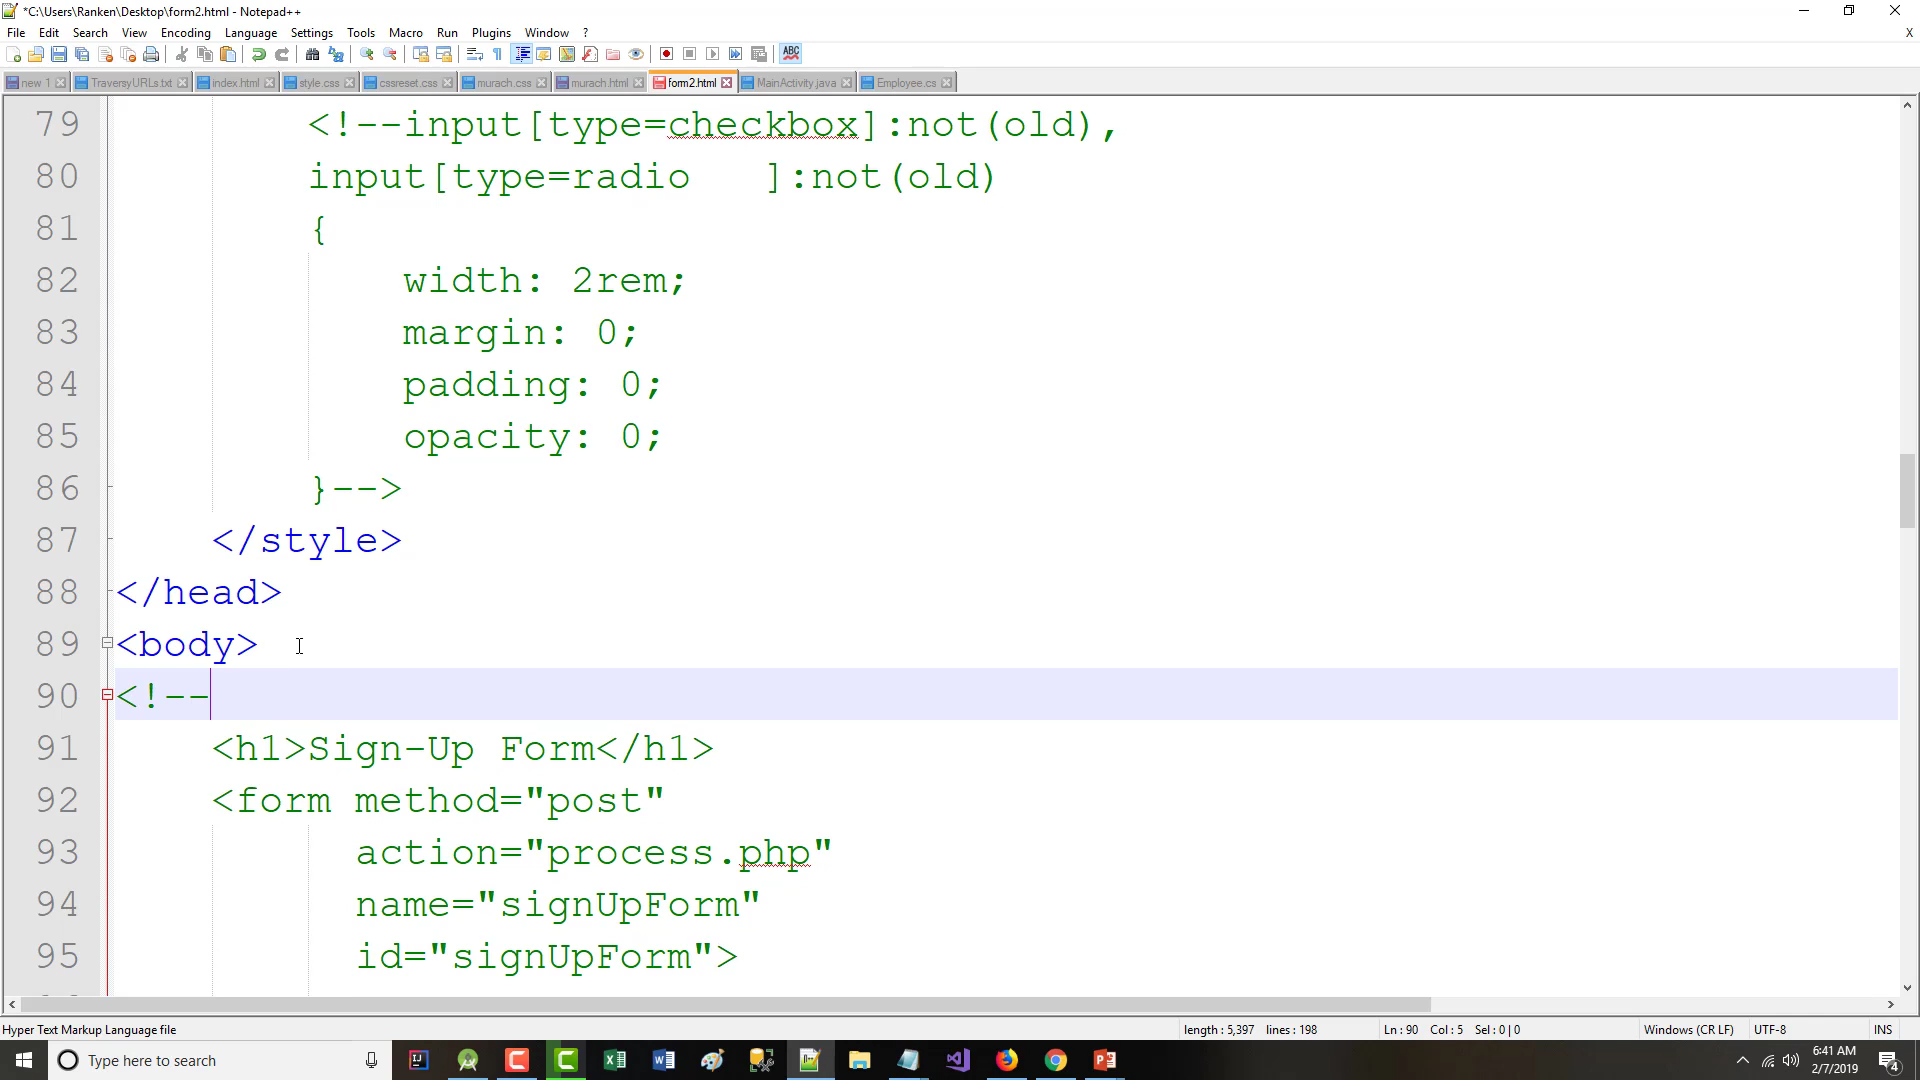 *C:\Users\Ranken\Desktop\form2.html - Notepad++
File Edit Search View Encoding Language Settings Tools Macro Run Plugins Window ? X
new 1 TraversyURLs.txt index.html style.css cssreset.css murach.css murach.html form2.html MainActivity.java Employee.cs
79 <!--input[type=checkbox]:not(old),
80 input[type=radio   ]:not(old)
81 {
82 width: 2rem;
83 margin: 0;
84 padding: 0;
85 opacity: 0;
86 }-->
87 </style>
88 </head>
89 <body>
90 <!--
91 <h1>Sign-Up Form</h1>
92 <form method="post"
93 action="process.php"
94 name="signUpForm"
95 id="signUpForm">
Hyper Text Markup Language file length : 5,397 lines : 198 Ln : 90 Col : 5 Sel : 0 | 0 Windows (CR LF) UTF-8 INS
Type here to search
6:41 AM
2/7/2019
4